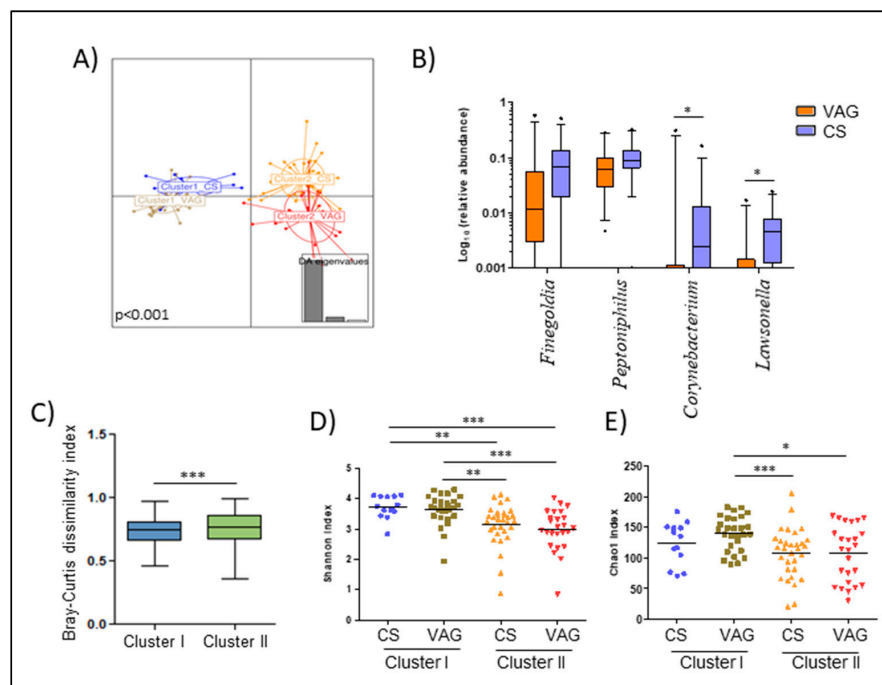 A)
Cluster1_CS
Cluster2_CS
Cluster1_VAG
Cluster2_VAG
DA eigenvalues
p<0.001
B)
Log10 (relative abundance)
1
0.1
0.01
0.001
*
*
VAG
CS
Finegoldia
Peptoniphilus
Corynebacterium
Lawsonella
C)
Bray-Curtis dissimilarity index
1.5
1.0
0.5
0.0
***
Cluster I
Cluster II
D)
Shannon Index
5
4
3
2
1
0
***
**
***
**
CS VAG CS VAG
Cluster I Cluster II
E)
Chao1 Index
250
200
150
100
50
0
*
***
CS VAG CS VAG
Cluster I Cluster II